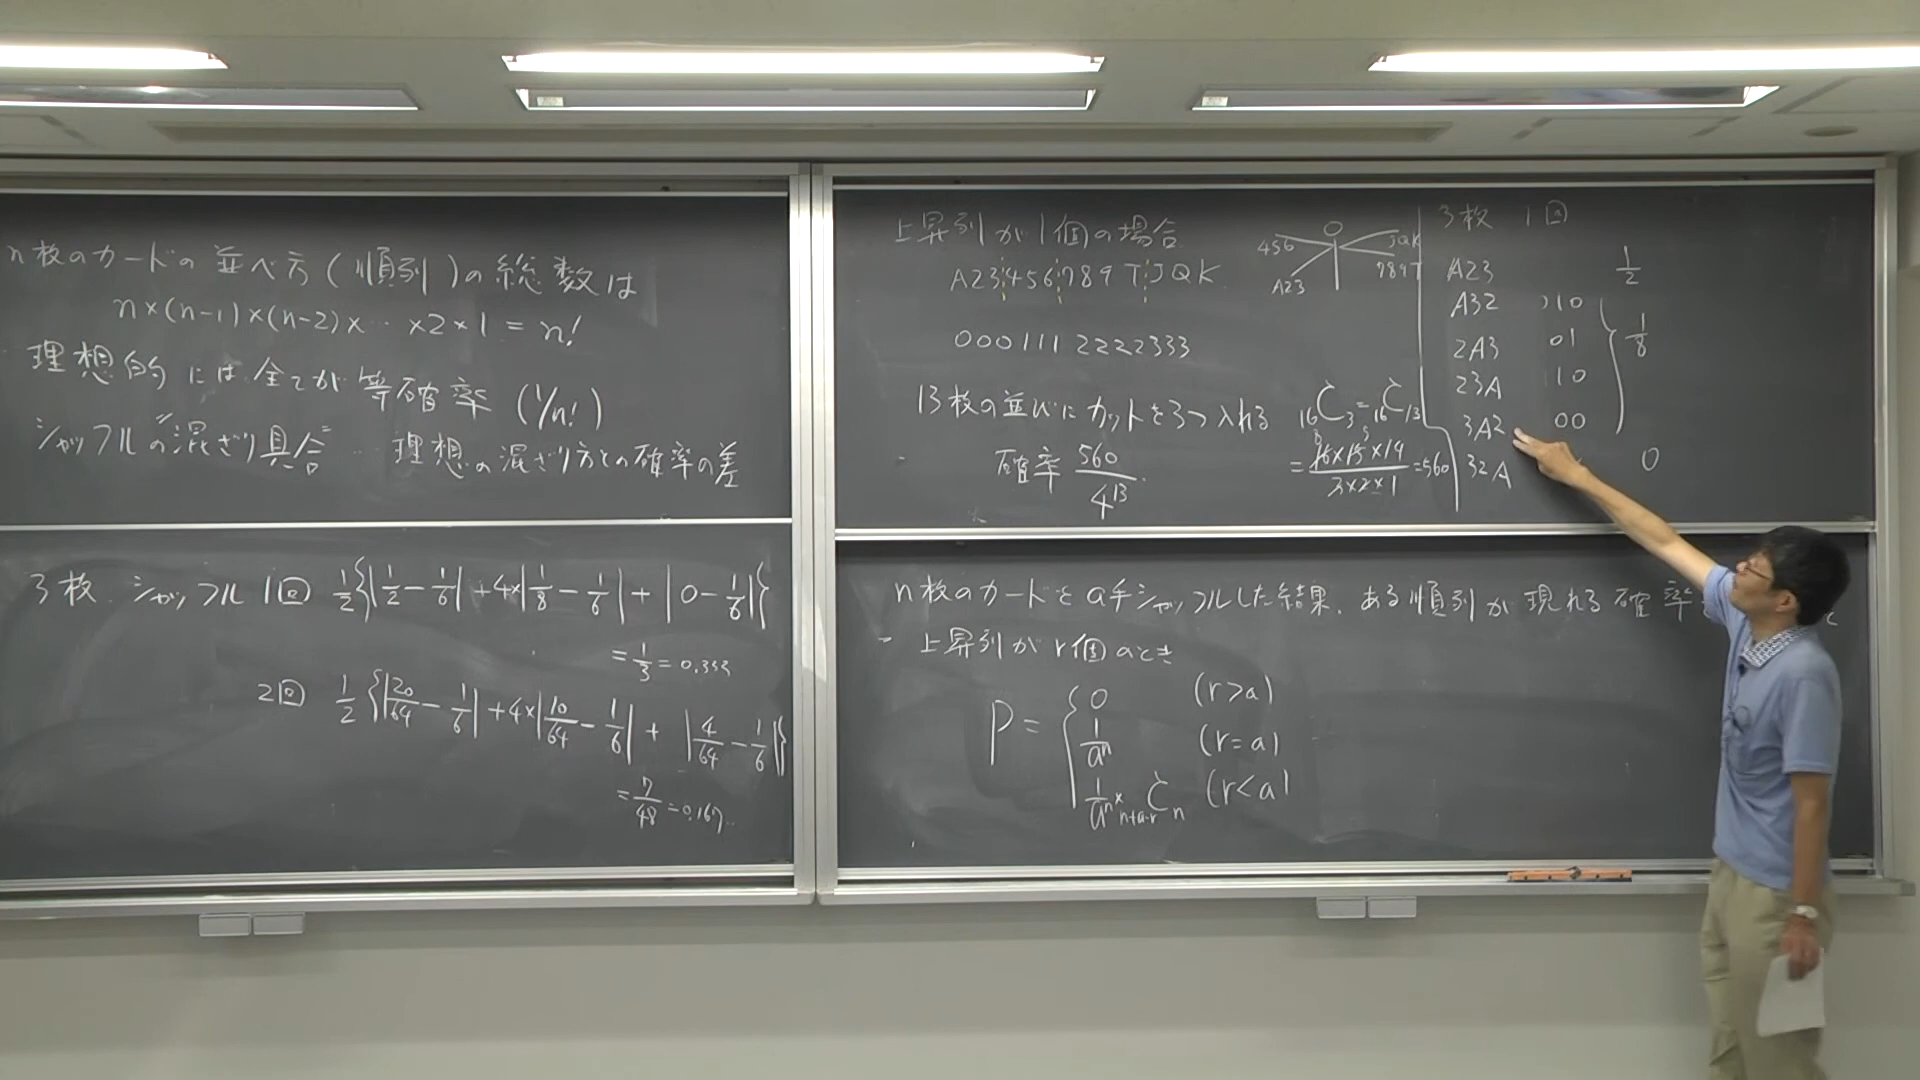 n枚のカードの並べ方(順列)の総数は
n×(n-1)×(n-2)×…×2×1 = n!
理想的には全てが等確率(1/n!)
シャッフルの"混ざり具合" … 理想の混ざり方との確率の差
3枚 シャッフル 1回 1/2{|1/2 - 1/6| + 4×|1/8 - 1/6| + |0 - 1/6|}
= 1/3 = 0.333
2回 1/2{|20/64 - 1/6| + 4×|10/64 - 1/6| + |4/64 - 1/6|}
= 7/48 = 0.167...
上昇列が1個の場合
A23456789TJQK
0001112222333
13枚の並びにカットを3つ入れる
16C3 = 16C13
= 16×15×14 / 3×2×1 = 560
8 5
確率 560/4^13
456
JQK
A23
789T
3枚 1回
A23 1/2
A32 10
2A3 01 1/8
23A 10
3A2 00
32A 0
n枚のカードをa手シャッフルした結果、ある順列が現れる確率
上昇列がr個のとき
P = { 0 (r>a)
1/a^n (r=a)
1/a^n × n+a-rCn (r<a)